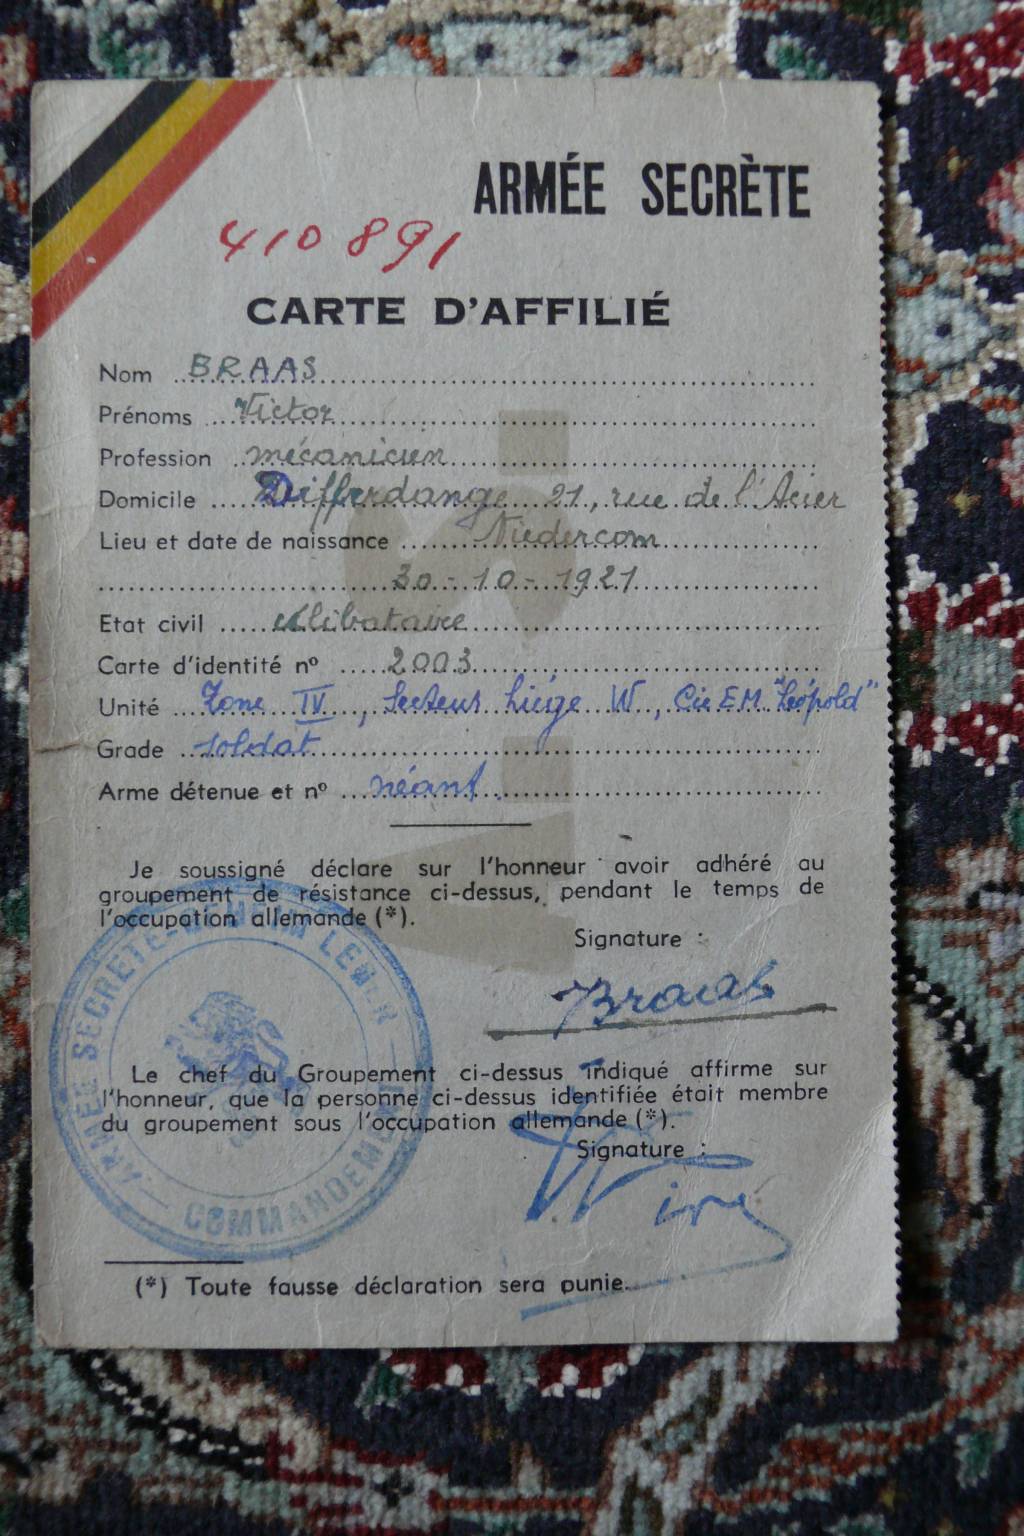 ARMÉE SECRÈTE
410891
CARTE D'AFFILIÉ
Nom BRAAS
Prénoms Victor
Profession mécanicien
Domicile Differdange 21, rue de l'Acier
Lieu et date de naissance Niedercorn
30-10-1921
Etat civil célibataire
Carte d'identité nº 2003
Unité Zone IV, Secteur Liége W, Cie E.M. "Léopold"
Grade soldat
Arme détenue et nº néant
Je soussigné déclare sur l'honneur avoir adhéré au
groupement de résistance ci-dessus, pendant le temps de
l'occupation allemande (*).
Signature :
Braas
Le chef du Groupement ci-dessus indiqué affirme sur
l'honneur, que la personne ci-dessus identifiée était membre
du groupement sous l'occupation allemande (*).
Signature :
ARMÉE SECRÈTE
COMMANDEMENT
(*) Toute fausse déclaration sera punie.